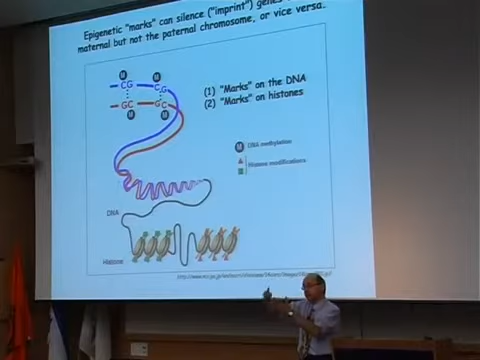 Epigenetic "marks" can silence ("imprint") genes
maternal but not the paternal chromosome, or vice versa.
(1) "Marks" on the DNA
(2) "Marks" on histones
M M
CG CG
GC GC
M M
M DNA methylation
Histone modifications
DNA
Histone